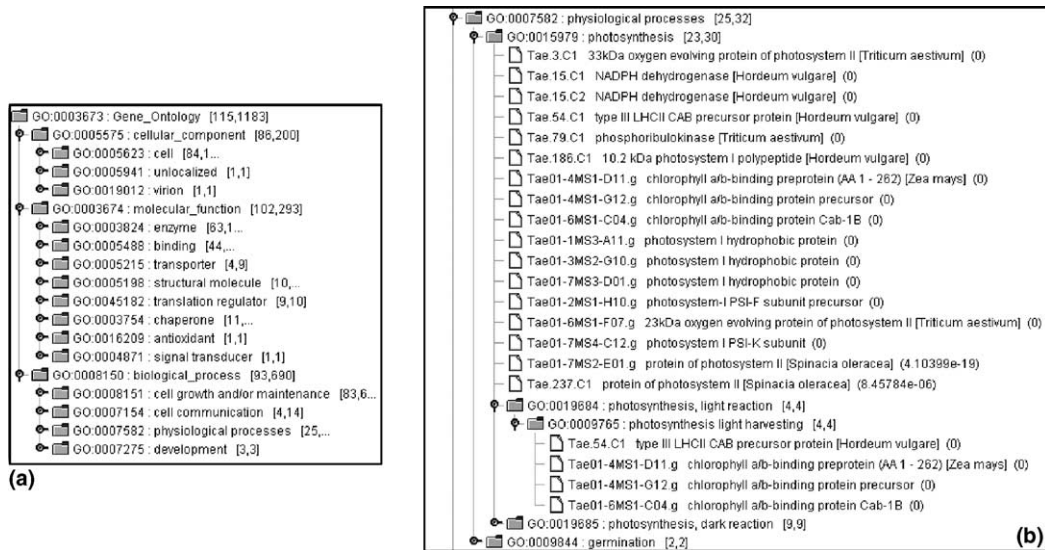 GO:0003673 : Gene_Ontology [115,1183]
GO:0005575 : cellular_component [86,200]
GO:0005623 : cell [84,1...
GO:0005941 : unlocalized [1,1]
GO:0019012 : virion [1,1]
GO:0003674 : molecular_function [102,293]
GO:0003824 : enzyme [63,1...
GO:0005488 : binding [44,...
GO:0005215 : transporter [4,9]
GO:0005198 : structural molecule [10,...
GO:0045182 : translation regulator [9,10]
GO:0003754 : chaperone [11,...
GO:0016209 : antioxidant [1,1]
GO:0004871 : signal transducer [1,1]
GO:0008150 : biological_process [93,690]
GO:0008151 : cell growth and/or maintenance [83,6...
GO:0007154 : cell communication [4,14]
GO:0007582 : physiological processes [25,...
GO:0007275 : development [3,3]
(a)
GO:0007582 : physiological processes [25,32]
GO:0015979 : photosynthesis [23,30]
Tae.3.C1 33kDa oxygen evolving protein of photosystem II [Triticum aestivum] (0)
Tae.15.C1 NADPH dehydrogenase [Hordeum vulgare] (0)
Tae.15.C2 NADPH dehydrogenase [Hordeum vulgare] (0)
Tae.54.C1 type III LHCII CAB precursor protein [Hordeum vulgare] (0)
Tae.79.C1 phosphoribulokinase [Triticum aestivum] (0)
Tae.186.C1 10.2 kDa photosystem I polypeptide [Hordeum vulgare] (0)
Tae01-4MS1-D11.g chlorophyll a/b-binding preprotein (AA 1 - 262) [Zea mays] (0)
Tae01-4MS1-G12.g chlorophyll a/b-binding protein precursor (0)
Tae01-6MS1-C04.g chlorophyll a/b-binding protein Cab-1B (0)
Tae01-1MS3-A11.g photosystem I hydrophobic protein (0)
Tae01-3MS2-G10.g photosystem I hydrophobic protein (0)
Tae01-7MS3-D01.g photosystem I hydrophobic protein (0)
Tae01-2MS1-H10.g photosystem-I PSI-F subunit precursor (0)
Tae01-6MS1-F07.g 23kDa oxygen evolving protein of photosystem II [Triticum aestivum] (0)
Tae01-7MS4-C12.g photosystem I PSI-K subunit (0)
Tae01-7MS2-E01.g protein of photosystem II [Spinacia oleracea] (4.10399e-19)
Tae.237.C1 protein of photosystem II [Spinacia oleracea] (8.45784e-06)
GO:0019684 : photosynthesis, light reaction [4,4]
GO:0009765 : photosynthesis light harvesting [4,4]
Tae.54.C1 type III LHCII CAB precursor protein [Hordeum vulgare] (0)
Tae01-4MS1-D11.g chlorophyll a/b-binding preprotein (AA 1 - 262) [Zea mays] (0)
Tae01-4MS1-G12.g chlorophyll a/b-binding protein precursor (0)
Tae01-6MS1-C04.g chlorophyll a/b-binding protein Cab-1B (0)
GO:0019685 : photosynthesis, dark reaction [9,9]
GO:0009844 : germination [2,2]
(b)